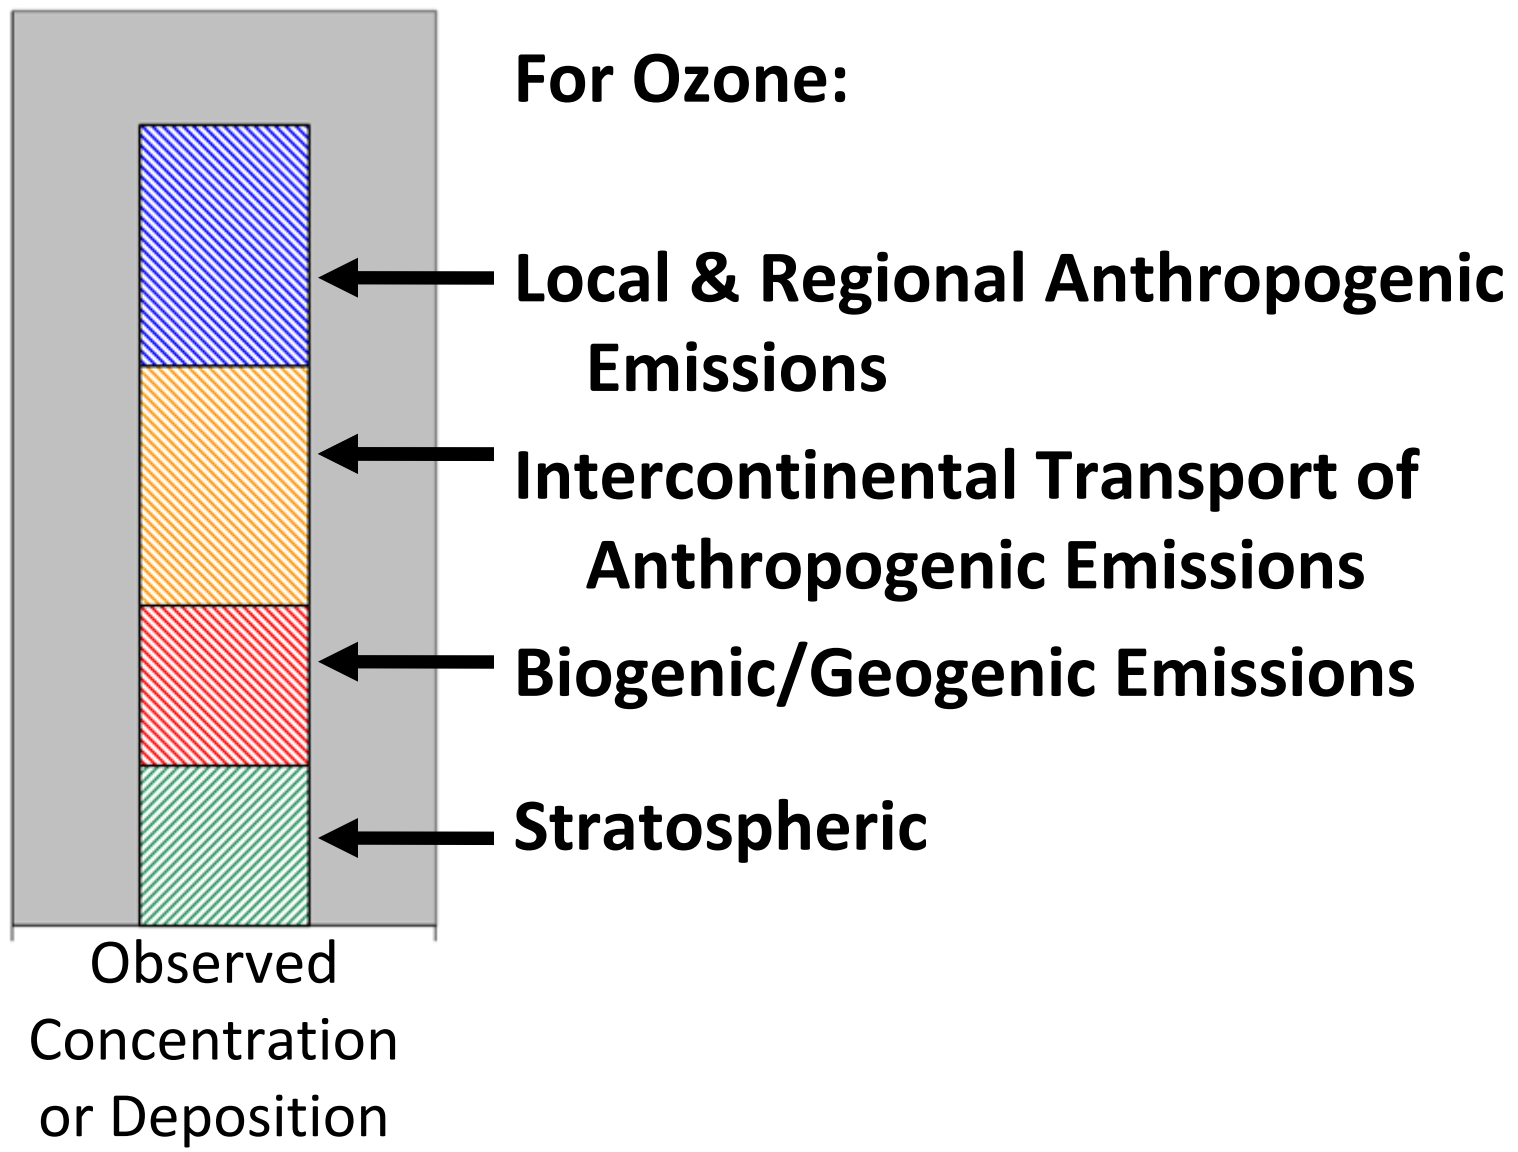 For Ozone:
Local & Regional Anthropogenic
Emissions
Intercontinental Transport of
Anthropogenic Emissions
Biogenic/Geogenic Emissions
Stratospheric
Observed
Concentration
or Deposition